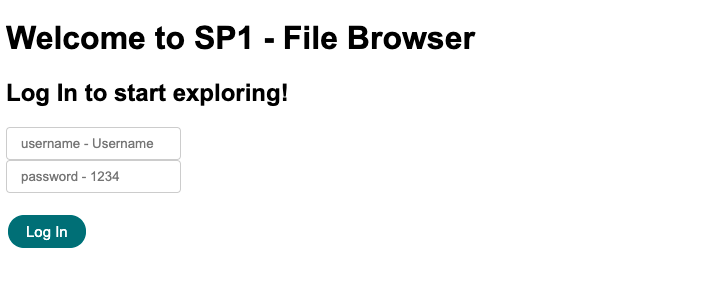 Welcome to SP1 - File Browser
Log In to start exploring!
username - Username
password - 1234
Log In